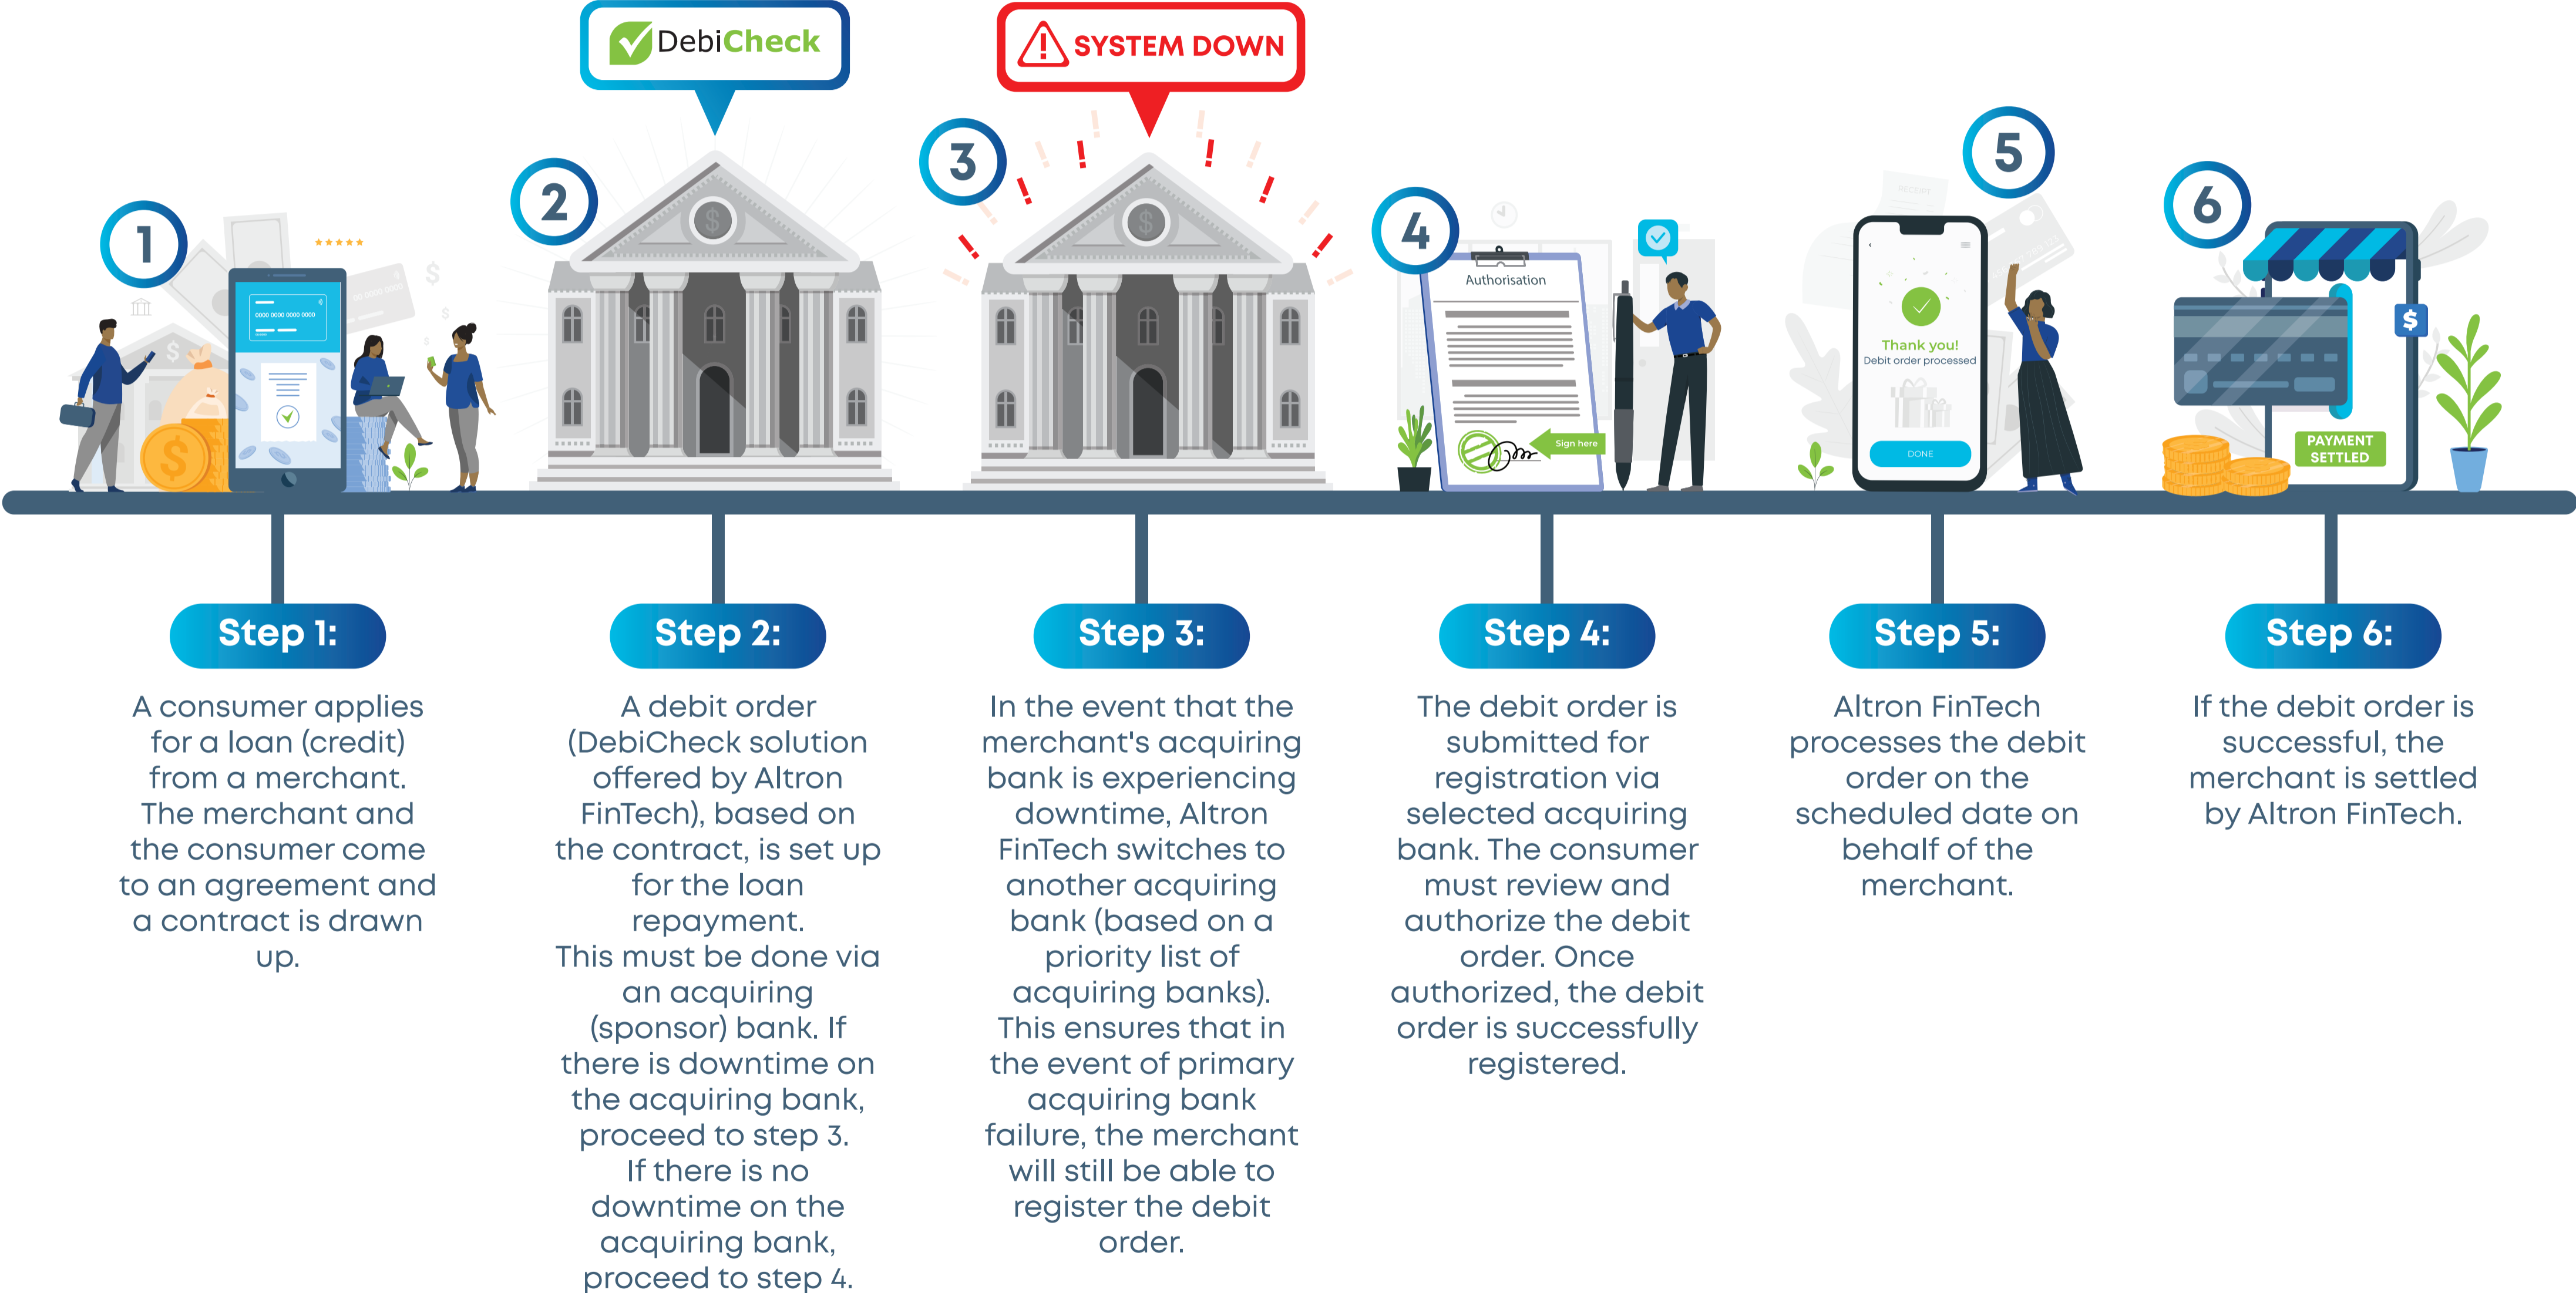 DebiCheck
SYSTEM DOWN
1
2
3
4
5
6
0000 0000 0000 0000
$
$
$
$
$
$
$
Authorisation
Sign here
RECEIPT
Thank you!
Debit order processed
DONE
$
PAYMENT
SETTLED
Step 1:
A consumer applies
for a loan (credit)
from a merchant.
The merchant and
the consumer come
to an agreement and
a contract is drawn
up.
Step 2:
A debit order
(DebiCheck solution
offered by Altron
FinTech), based on
the contract, is set up
for the loan
repayment.
This must be done via
an acquiring
(sponsor) bank. If
there is downtime on
the acquiring bank,
proceed to step 3.
If there is no
downtime on the
acquiring bank,
proceed to step 4.
Step 3:
In the event that the
merchant's acquiring
bank is experiencing
downtime, Altron
FinTech switches to
another acquiring
bank (based on a
priority list of
acquiring banks).
This ensures that in
the event of primary
acquiring bank
failure, the merchant
will still be able to
register the debit
order.
Step 4:
The debit order is
submitted for
registration via
selected acquiring
bank. The consumer
must review and
authorize the debit
order. Once
authorized, the debit
order is successfully
registered.
Step 5:
Altron FinTech
processes the debit
order on the
scheduled date on
behalf of the
merchant.
Step 6:
If the debit order is
successful, the
merchant is settled
by Altron FinTech.